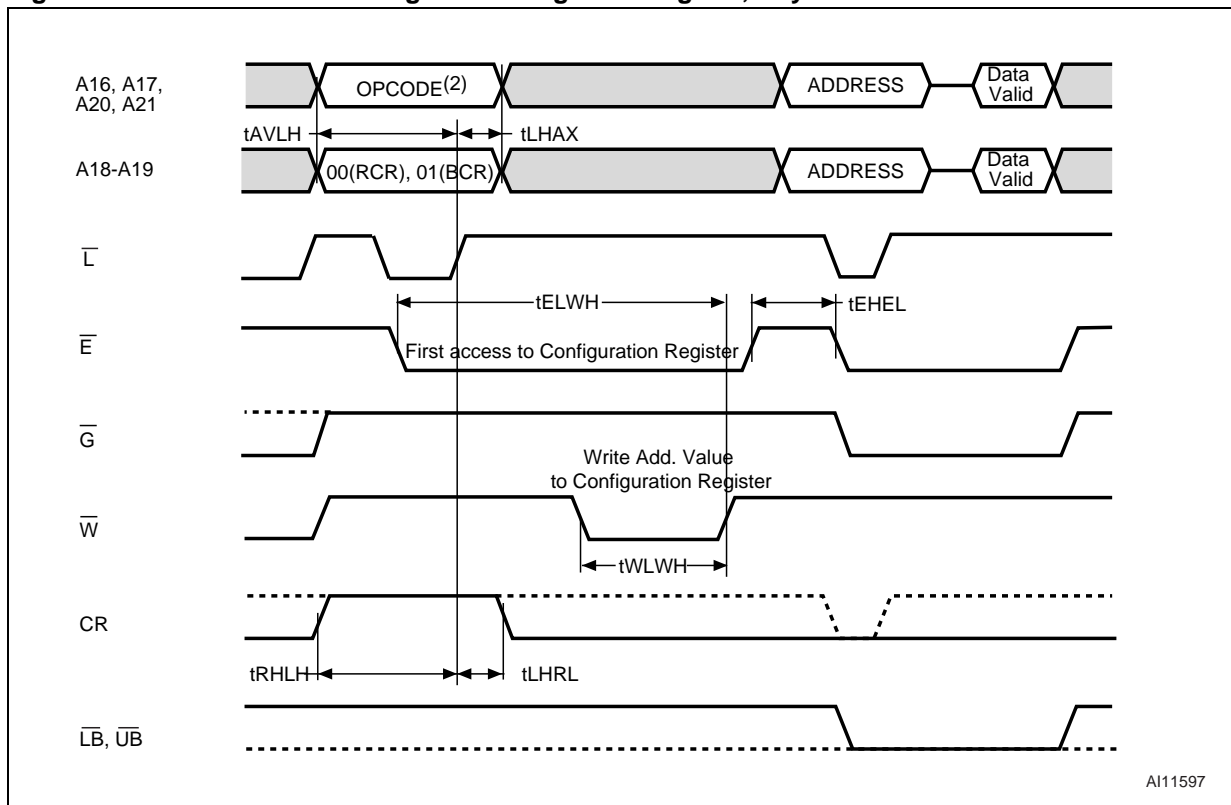 A16, A17,
A20, A21
OPCODE(2)
ADDRESS
Data
Valid
tAVLH
tLHAX
A18-A19
00(RCR), 01(BCR)
ADDRESS
Data
Valid
L
tELWH
tEHEL
E
First access to Configuration Register
G
Write Add. Value
to Configuration Register
W
tWLWH
CR
tRHLH
tLHRL
LB, UB
AI11597